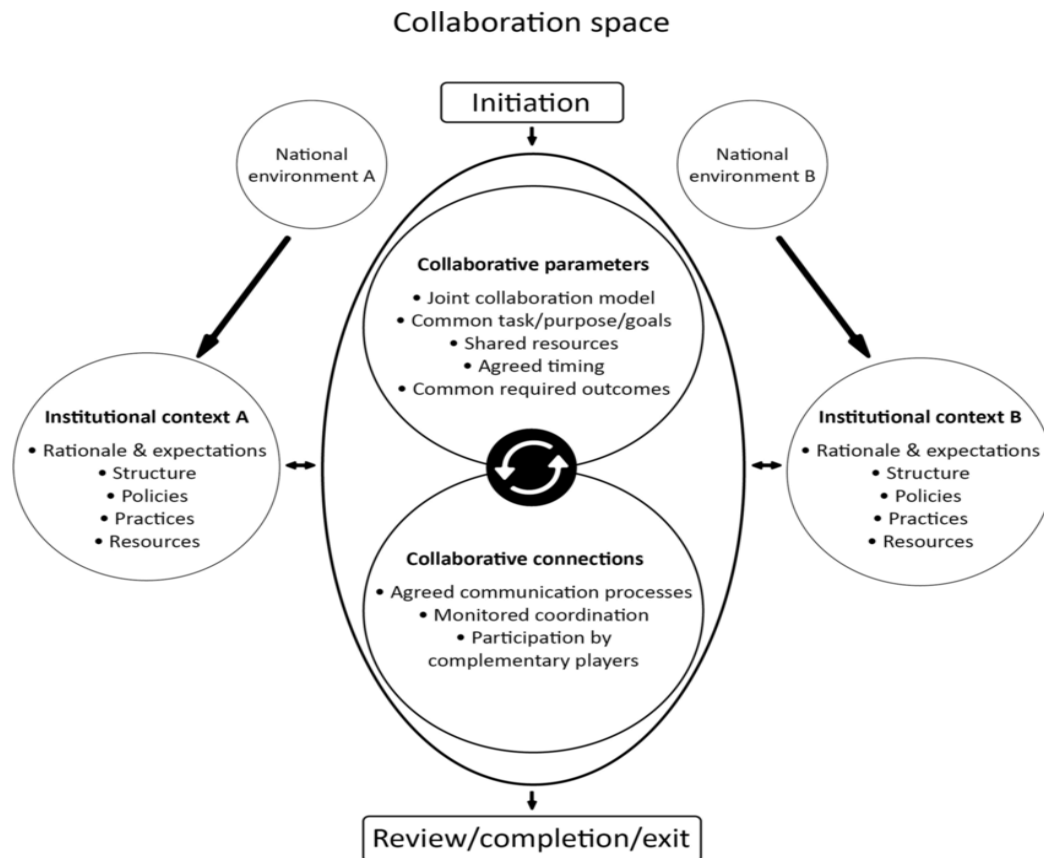 Collaboration space
Initiation
National
environment A
National
environment B
Collaborative parameters
• Joint collaboration model
• Common task/purpose/goals
• Shared resources
• Agreed timing
• Common required outcomes
Institutional context A
• Rationale & expectations
• Structure
• Policies
• Practices
• Resources
Institutional context B
• Rationale & expectations
• Structure
• Policies
• Practices
• Resources
Collaborative connections
• Agreed communication processes
• Monitored coordination
• Participation by
complementary players
Review/completion/exit